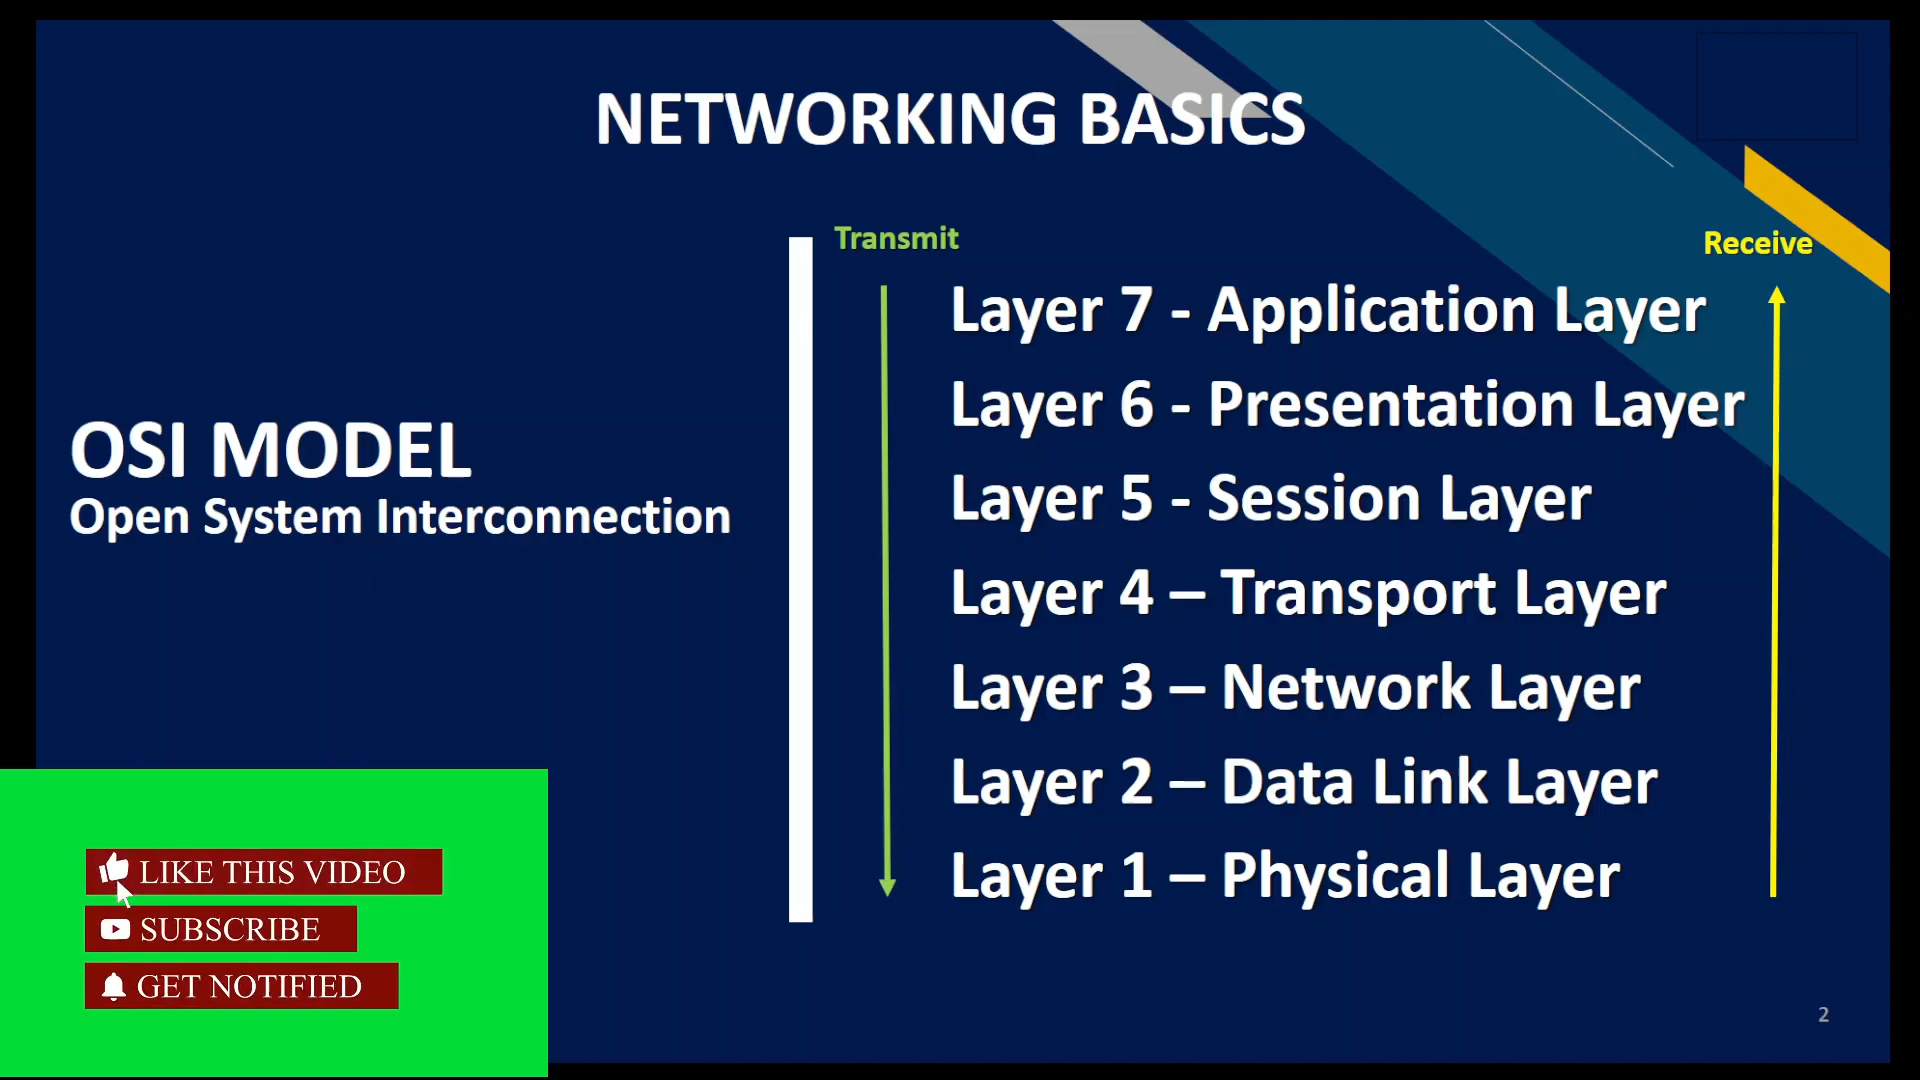 NETWORKING BASICS
Transmit
Receive
Layer 7 - Application Layer
Layer 6 - Presentation Layer
Layer 5 - Session Layer
Layer 4 – Transport Layer
Layer 3 – Network Layer
Layer 2 – Data Link Layer
Layer 1 – Physical Layer
OSI MODEL
Open System Interconnection
LIKE THIS VIDEO
SUBSCRIBE
GET NOTIFIED
2